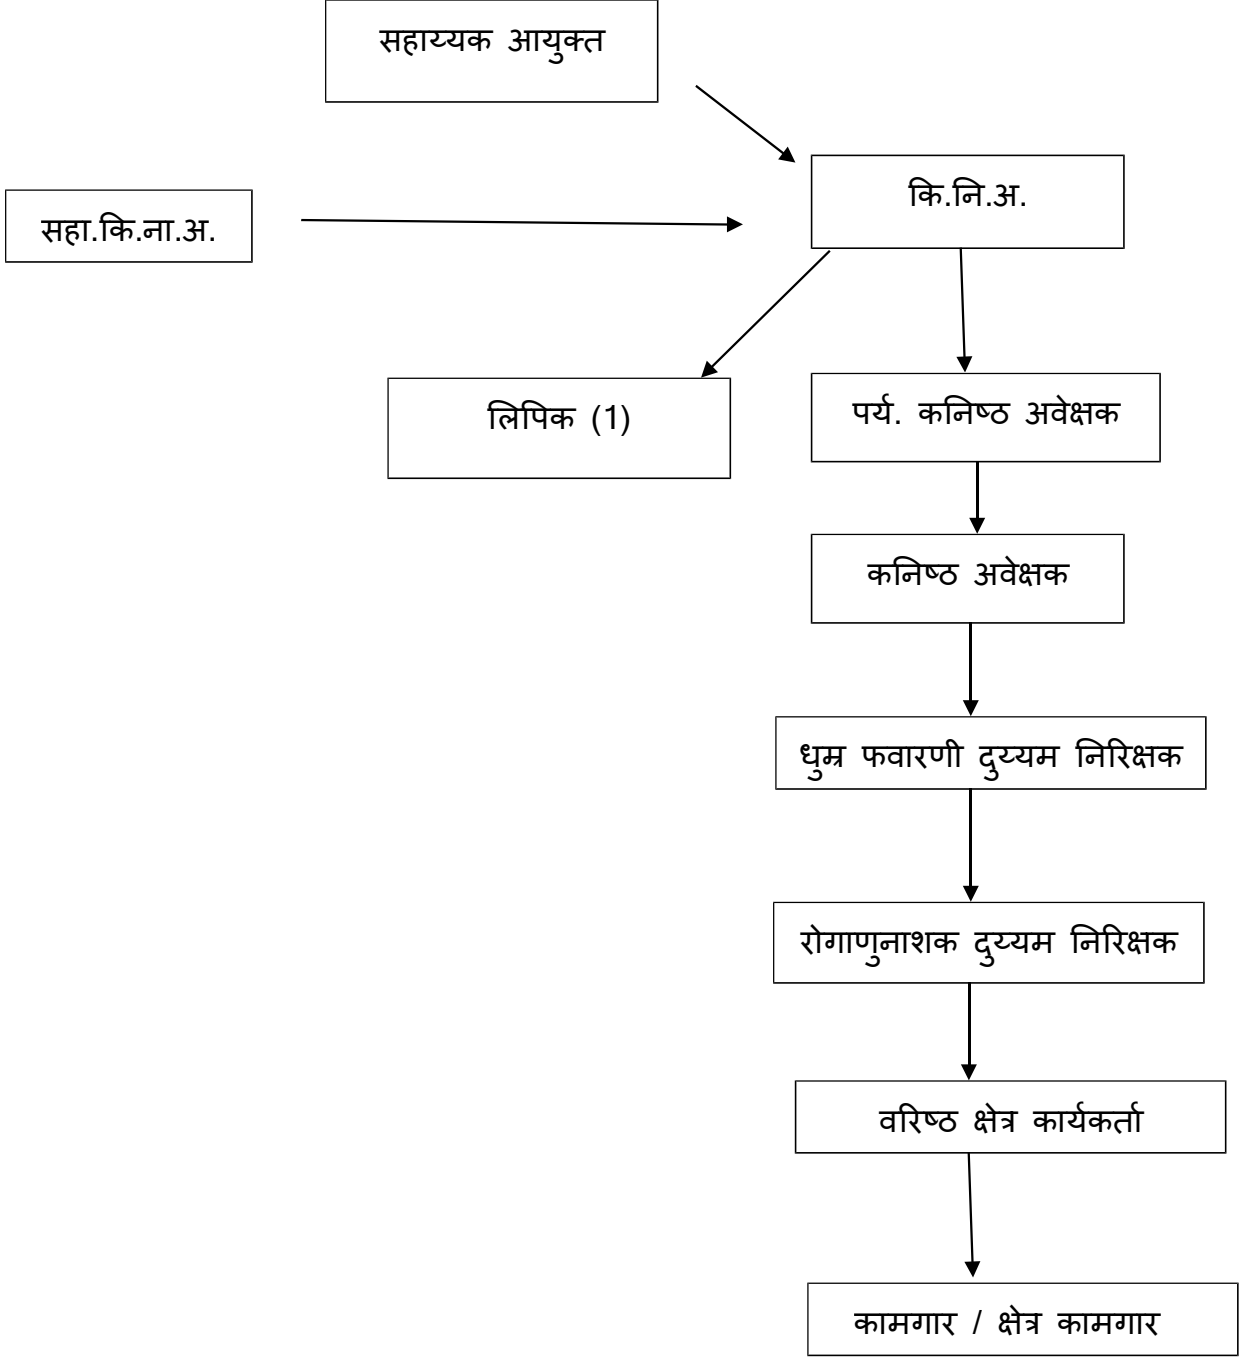 सहाय्यक आयुक्त
कि.नि.अ.
सहा.कि.ना.अ.
लिपिक (1)
पर्य. कनिष्ठ अवेक्षक
कनिष्ठ अवेक्षक
धुम्र फवारणी दुय्यम निरिक्षक
रोगाणुनाशक दुय्यम निरिक्षक
वरिष्ठ क्षेत्र कार्यकर्ता
कामगार / क्षेत्र कामगार